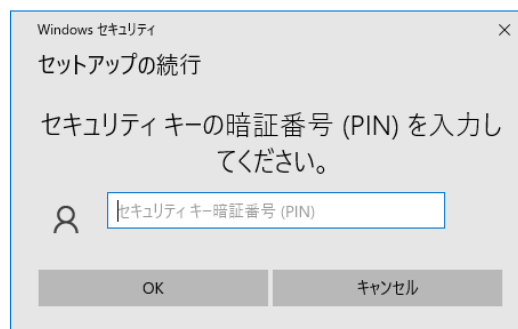 Windows セキュリティ
セットアップの続行
セキュリティ キーの暗証番号 (PIN) を入力し
てください。
セキュリティ キー暗証番号 (PIN)
OK
キャンセル